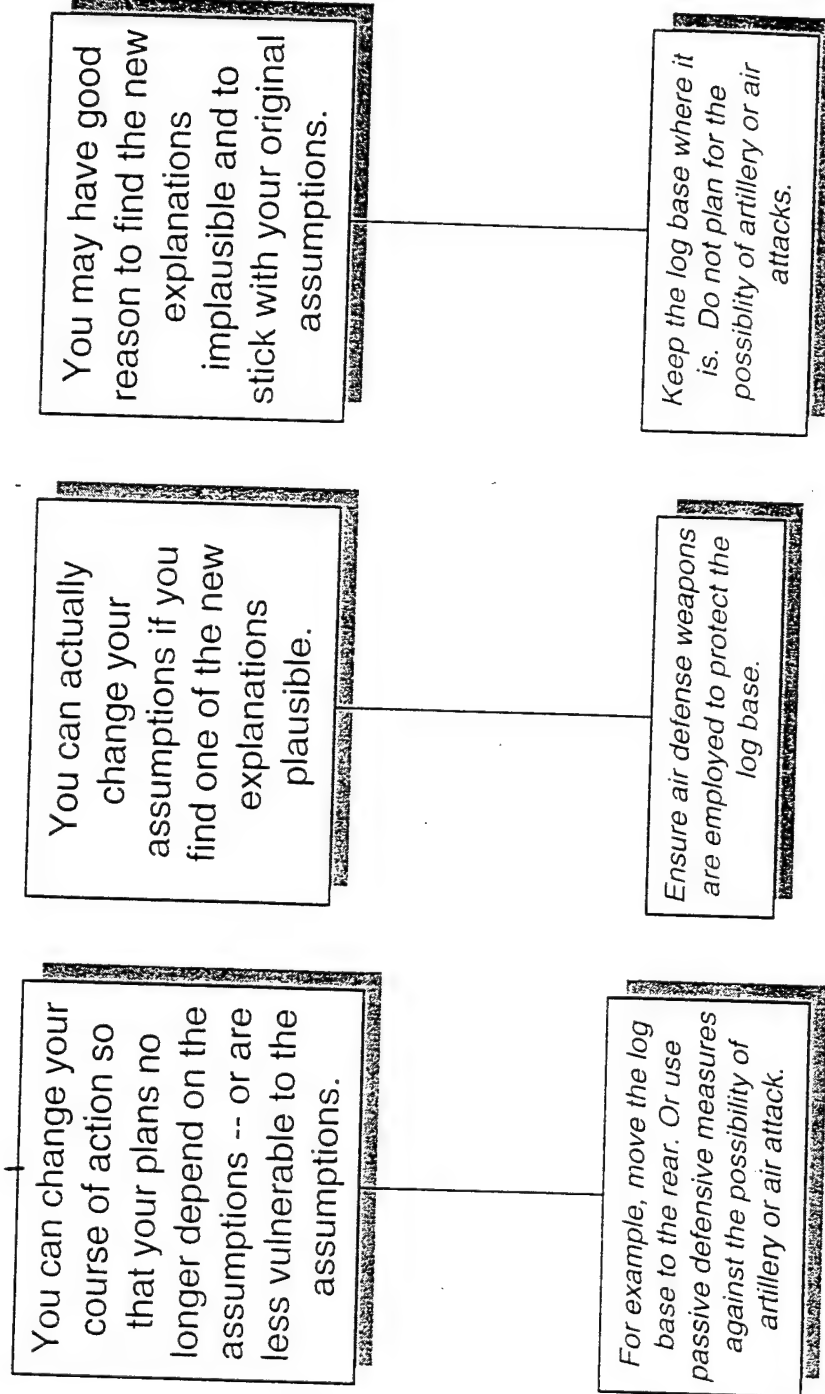 You can change your
course of action so
that your plans no
longer depend on the
assumptions -- or are
less vulnerable to the
assumptions.
You can actually
change your
assumptions if you
find one of the new
explanations
plausible.
You may have good
reason to find the new
explanations
implausible and to
stick with your original
assumptions.
For example, move the log
base to the rear. Or use
passive defensive measures
against the possibility of
artillery or air attack.
Ensure air defense weapons
are employed to protect the
log base.
Keep the log base where it
is. Do not plan for the
possiblity of artillery or air
attacks.